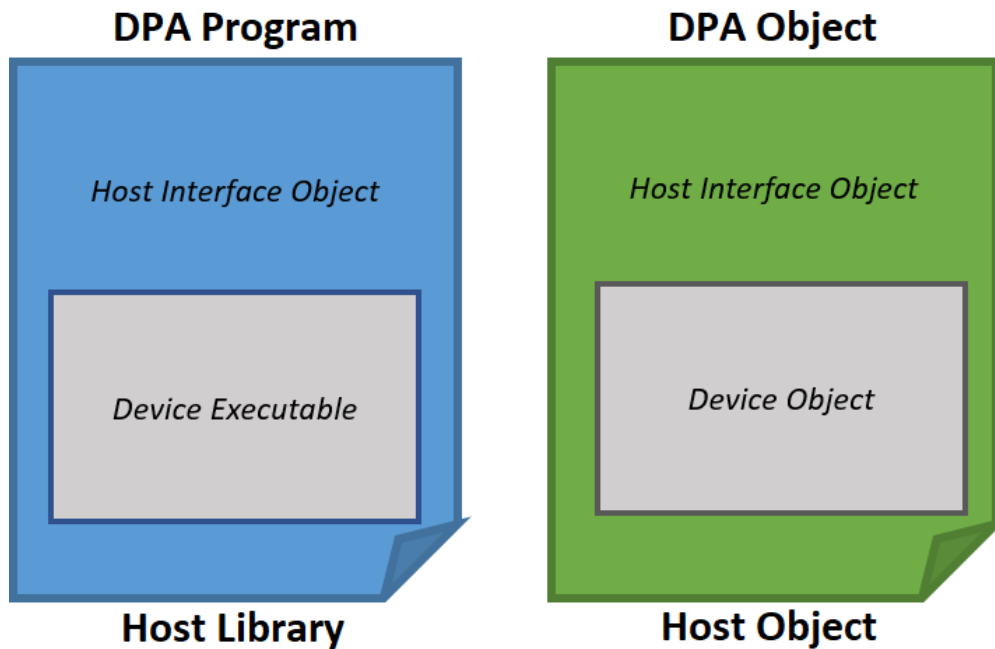 DPA Program
Host Interface Object
Device Executable
Host Library
DPA Object
Host Interface Object
Device Object
Host Object